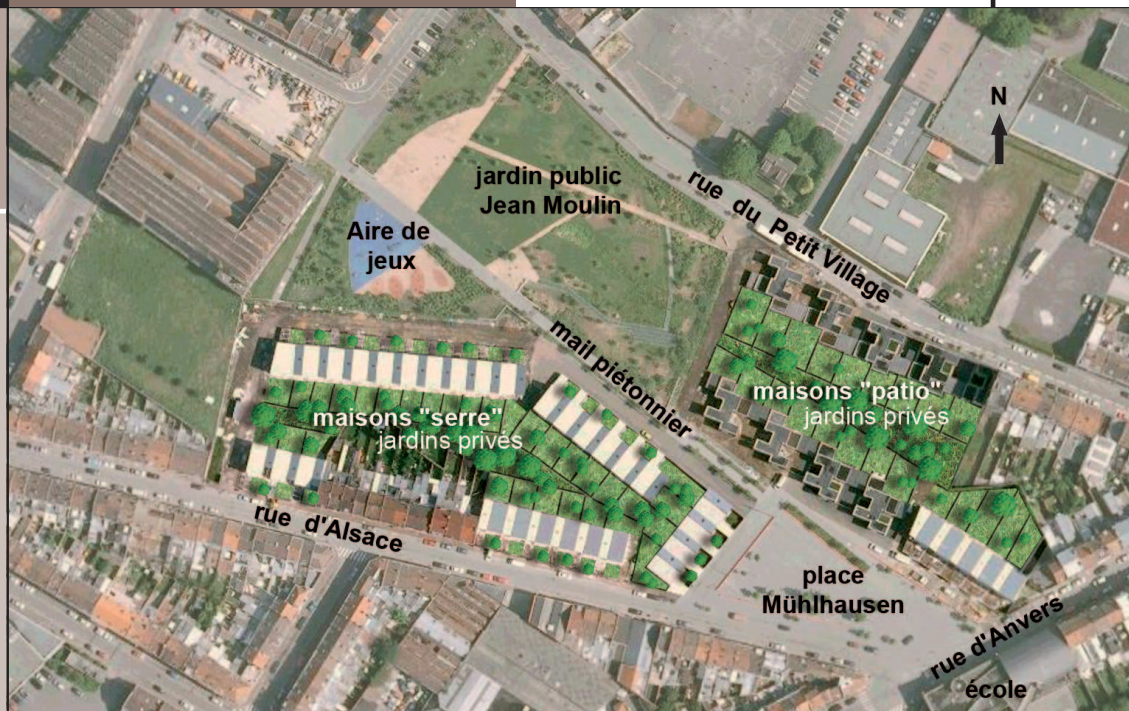 N
jardin public
Jean Moulin
rue du Petit Village
Aire de
jeux
mail piétonnier
maisons "patio"
jardins privés
maisons "serre"
jardins privés
rue d'Alsace
place
Mühlhausen
rue d'Anvers
école